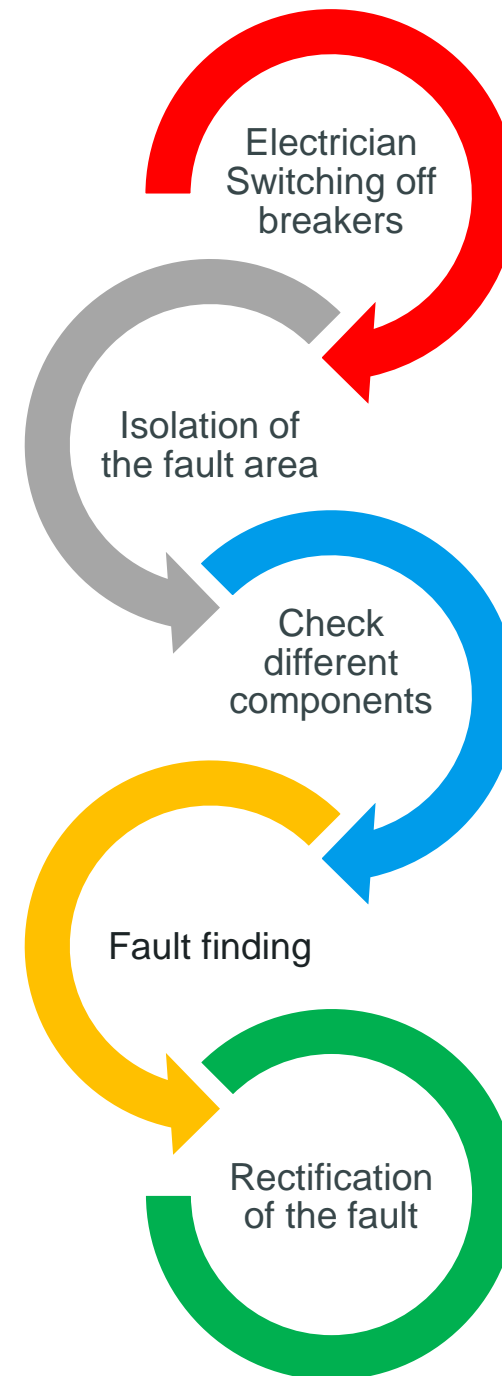 Electrician
Switching off
breakers
Isolation of
the fault area
Check
different
components
Fault finding
Rectification
of the fault